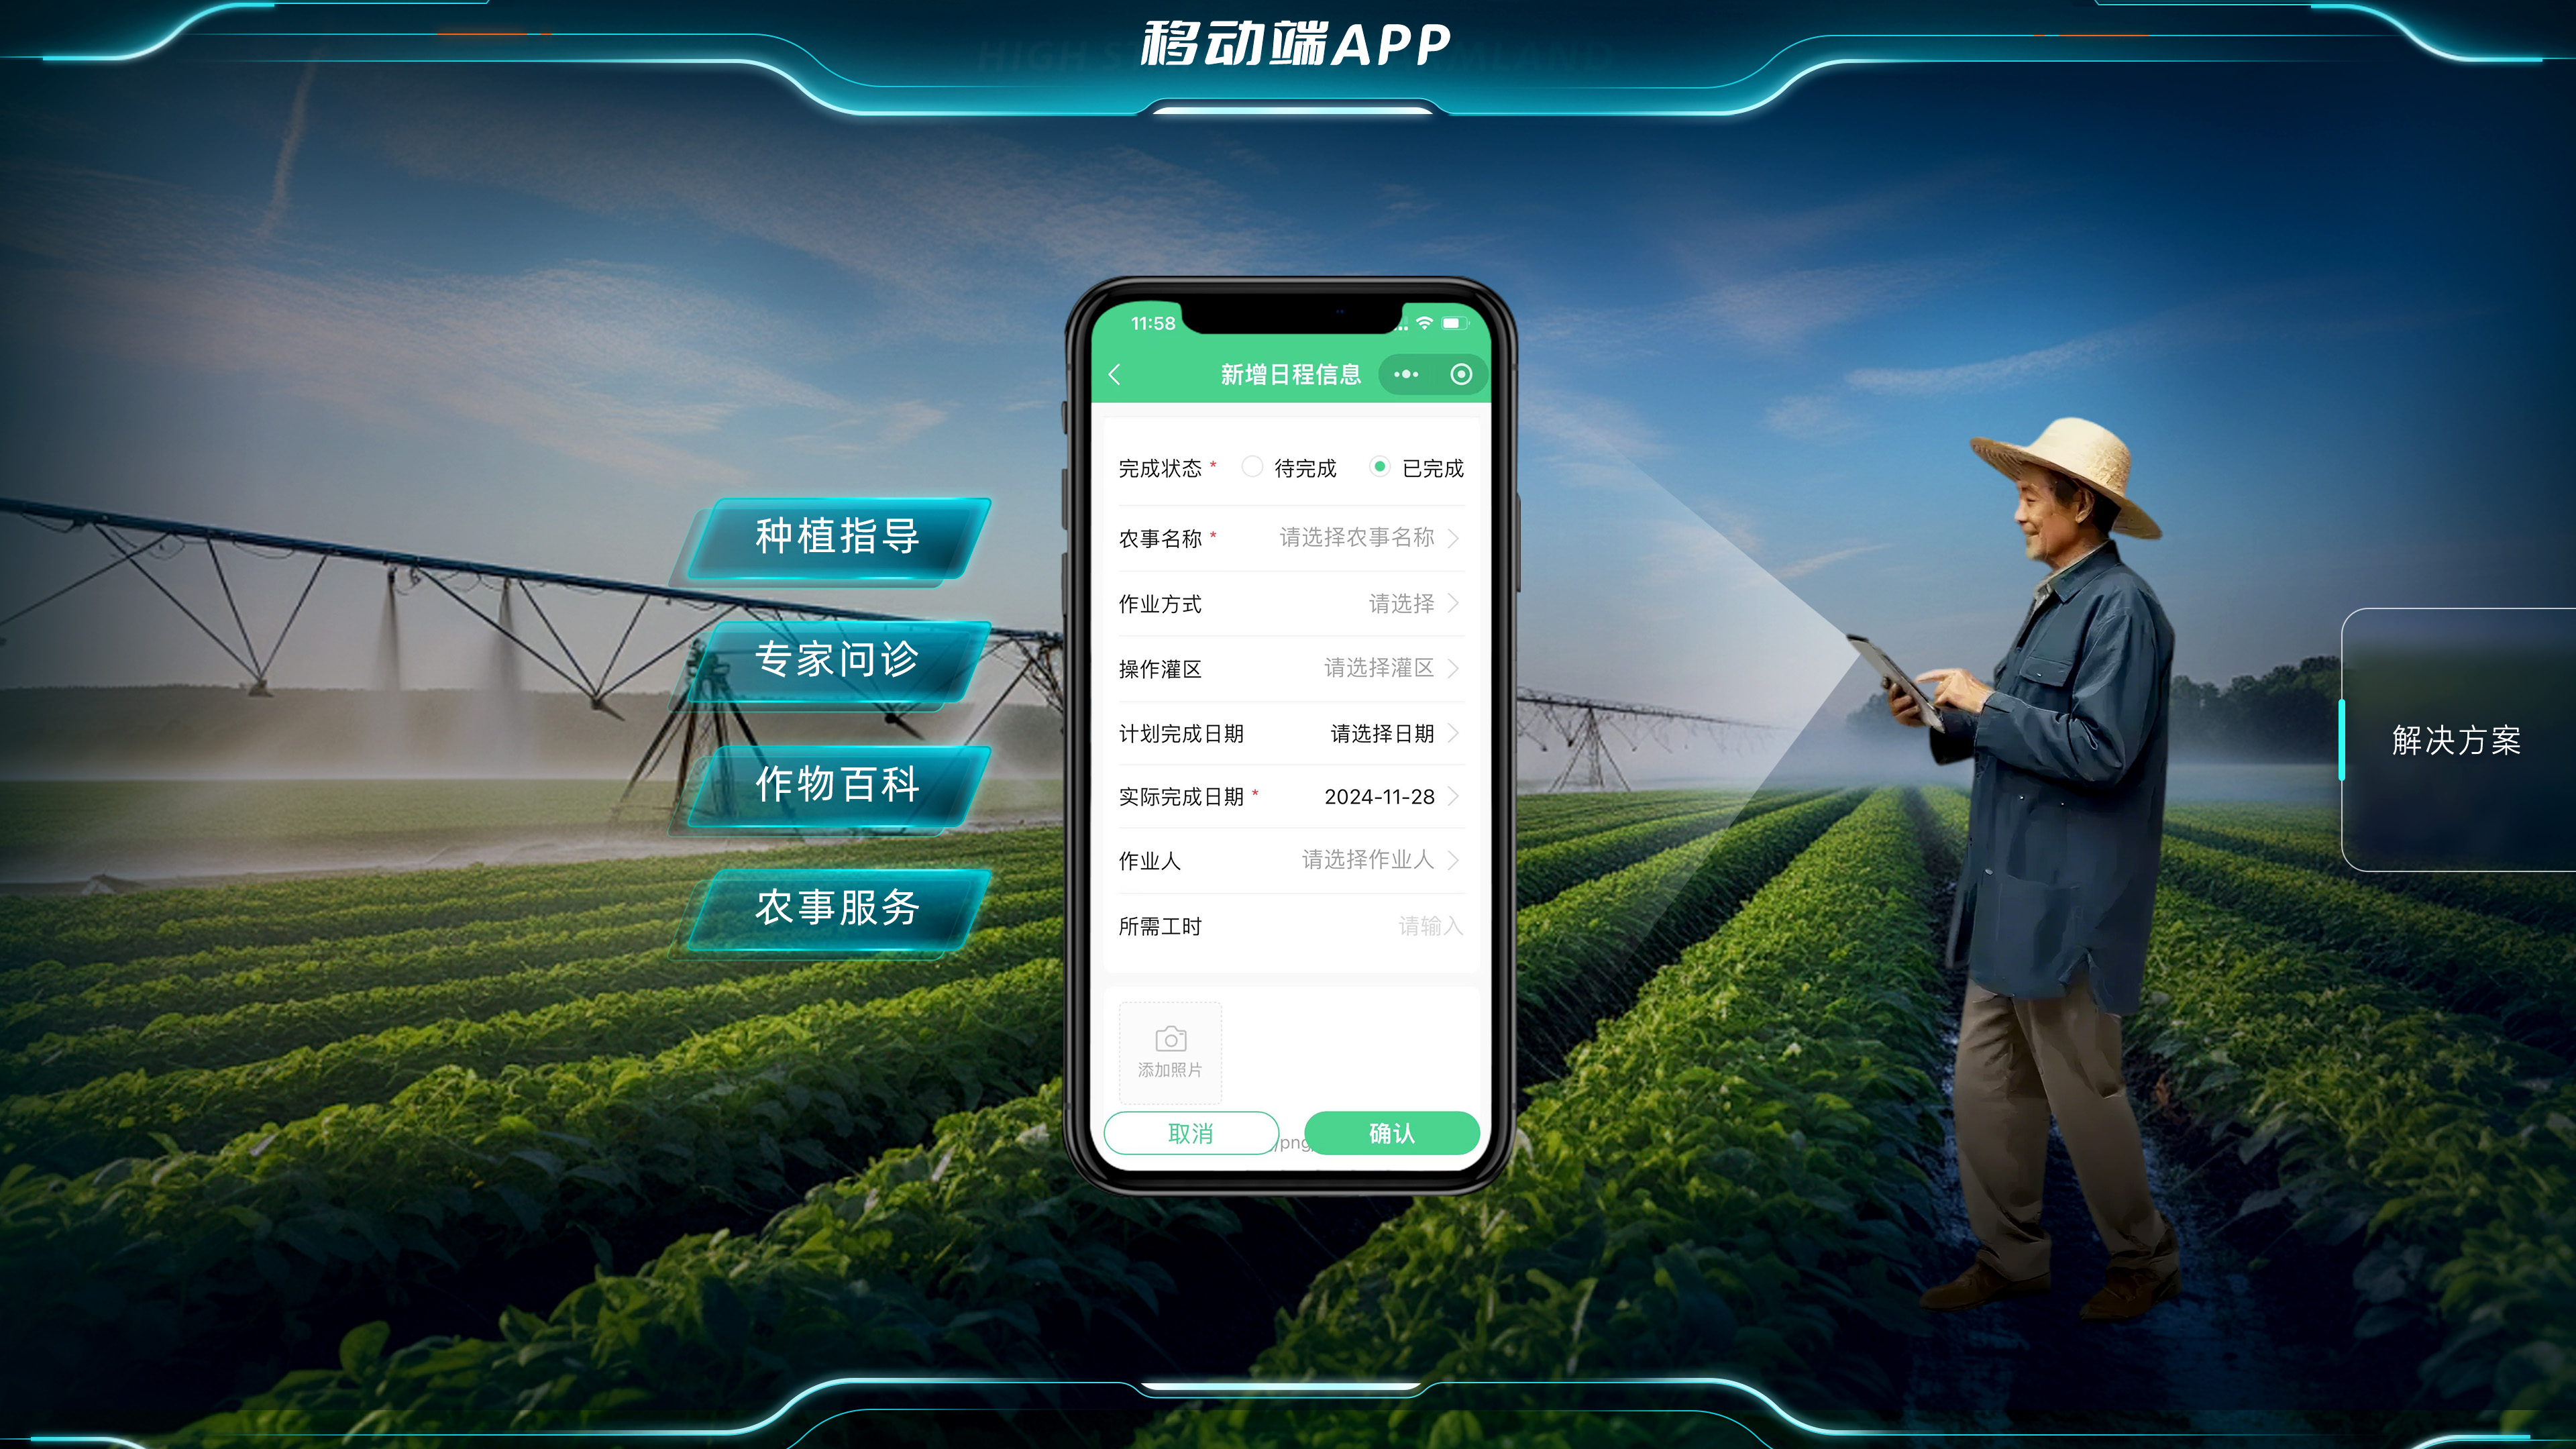 移动端APP
种植指导
专家问诊
作物百科
农事服务
11:58
新增日程信息
完成状态 * 待完成 已完成
农事名称 * 请选择农事名称
作业方式 请选择
操作灌区 请选择灌区
计划完成日期 请选择日期
实际完成日期 * 2024-11-28
作业人 请选择作业人
所需工时 请输入
添加照片
取消 /png 确认
解决方案